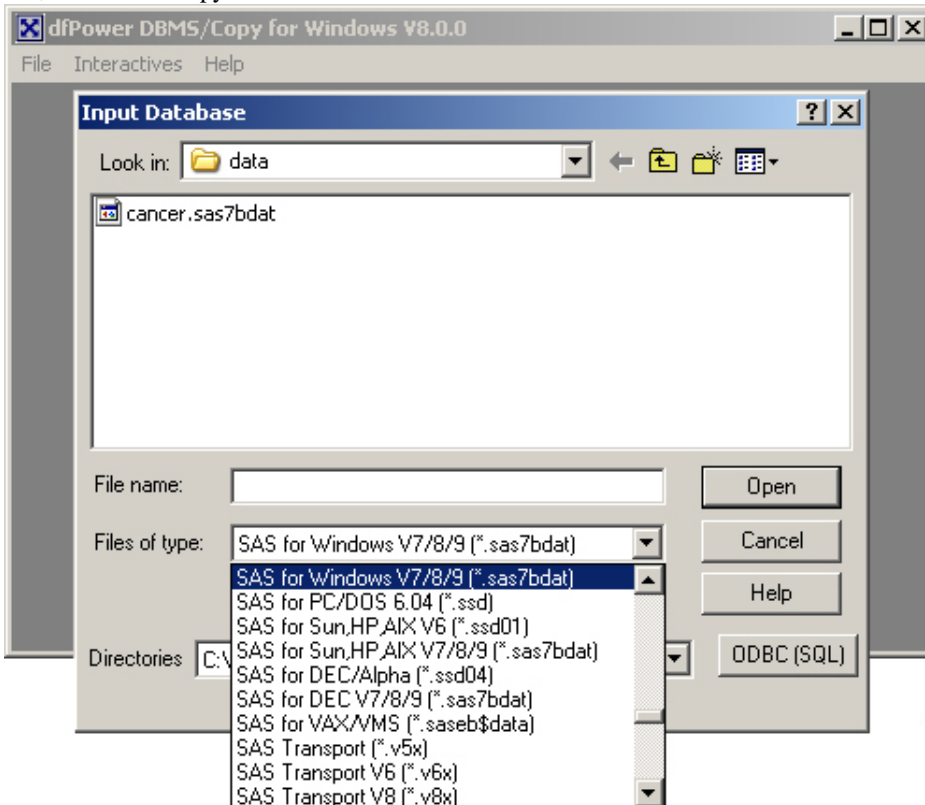 dfPower DBMS/Copy for Windows V8.0.0
File Interactives Help
Input Database
Look in: data
cancer.sas7bdat
File name: Open
Files of type: SAS for Windows V7/8/9 (*.sas7bdat) Cancel
SAS for Windows V7/8/9 (*.sas7bdat)
Help
SAS for PC/DOS 6.04 (*.ssd)
SAS for Sun,HP,AIX V6 (*.ssd01)
Directories C:\ SAS for Sun,HP,AIX V7/8/9 (*.sas7bdat) ODBC (SQL)
SAS for DEC/Alpha (*.ssd04)
SAS for DEC V7/8/9 (*.sas7bdat)
SAS for VAX/VMS (*.saseb$data)
SAS Transport (*.v5x)
SAS Transport V6 (*.v6x)
SAS Transport V8 (*.v8x)